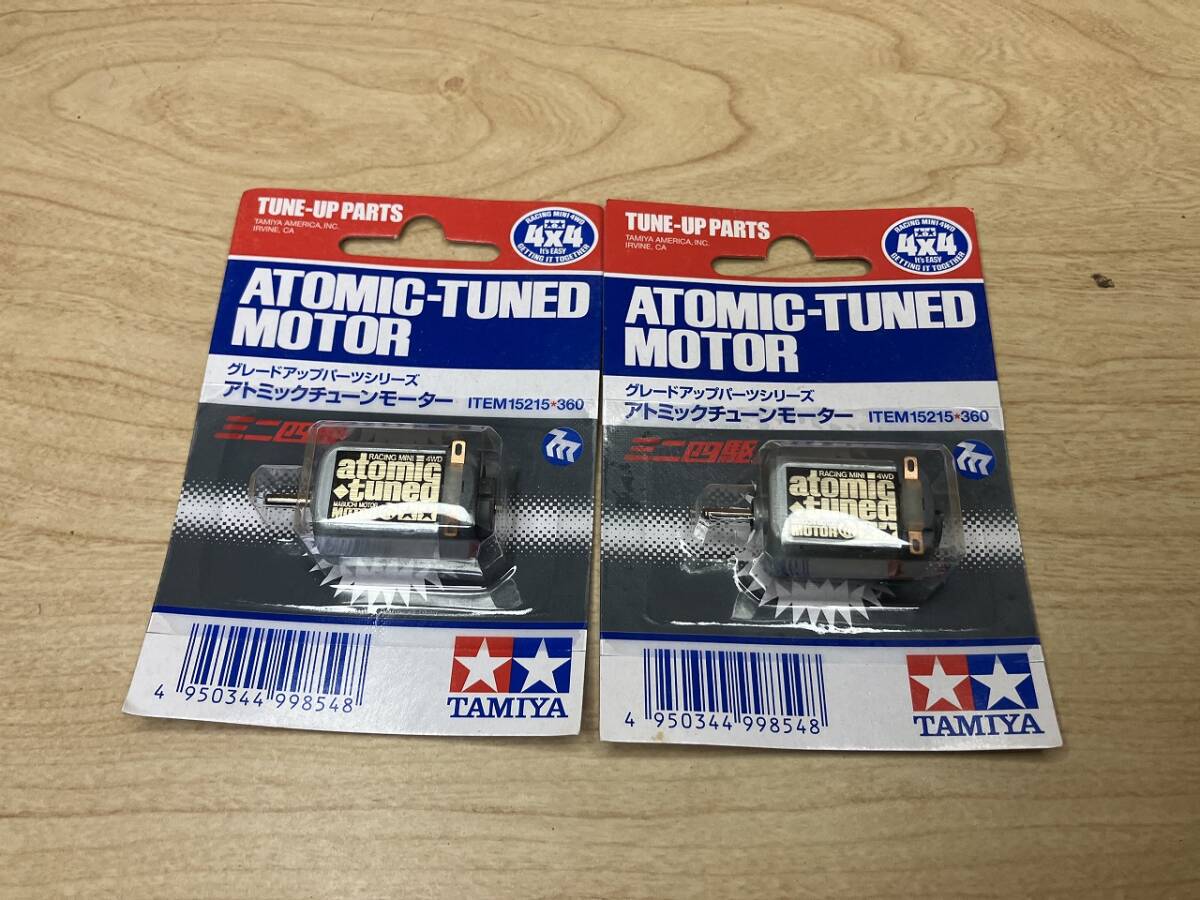 TUNE-UP PARTS
TAMIYA AMERICA, INC.
IRVINE, CA
RACING MINI 4WD
4x4
It's EASY
GETTING IT TOGETHER
ATOMIC-TUNED
MOTOR
グレードアップパーツシリーズ
アトミックチューンモーター ITEM15215*360
ミニ四駆
RACING MINI 4WD
atomic
tuned
MABUCHI MOTOR
4 950344 998548
TAMIYA
TUNE-UP PARTS
TAMIYA AMERICA, INC.
IRVINE, CA
RACING MINI 4WD
4x4
It's EASY
GETTING IT TOGETHER
ATOMIC-TUNED
MOTOR
グレードアップパーツシリーズ
アトミックチューンモーター ITEM15215*360
ミニ四駆
RACING MINI 4WD
atomic
tuned
MOTOR
4 950344 998548
TAMIYA